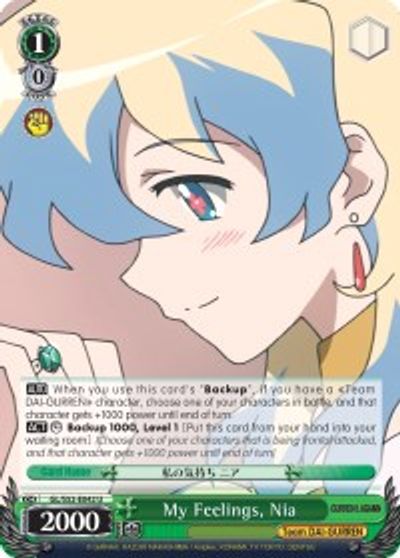 1
0
AUTO When you use this card's "Backup", if you have a «Team
DAI-GURREN» character, choose one of your characters in battle, and that
character gets +1000 power until end of turn.
ACT Backup 1000, Level 1 [Put this card from hand into your
waiting room] (Choose one of your characters that is being frontal attacked,
and that character gets +1000 power until end of turn)
Card Name
私の気持ち ニア
2000
My Feelings, Nia
Team DAI-GURREN